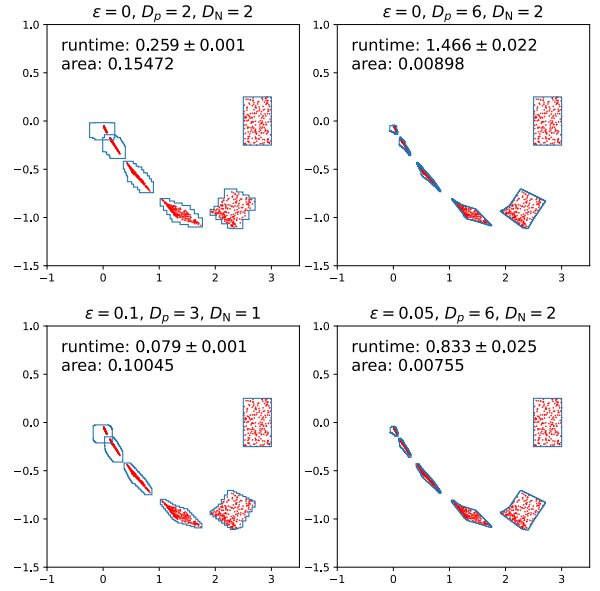 ε=0, D_p=2, D_N=2
runtime: 0.259 ± 0.001
area: 0.15472
1.0
0.5
0.0
−0.5
−1.0
−1.5
−1 0 1 2 3
ε=0, D_p=6, D_N=2
runtime: 1.466 ± 0.022
area: 0.00898
1.0
0.5
0.0
−0.5
−1.0
−1.5
−1 0 1 2 3
ε=0.1, D_p=3, D_N=1
runtime: 0.079 ± 0.001
area: 0.10045
1.0
0.5
0.0
−0.5
−1.0
−1.5
−1 0 1 2 3
ε=0.05, D_p=6, D_N=2
runtime: 0.833 ± 0.025
area: 0.00755
1.0
0.5
0.0
−0.5
−1.0
−1.5
−1 0 1 2 3